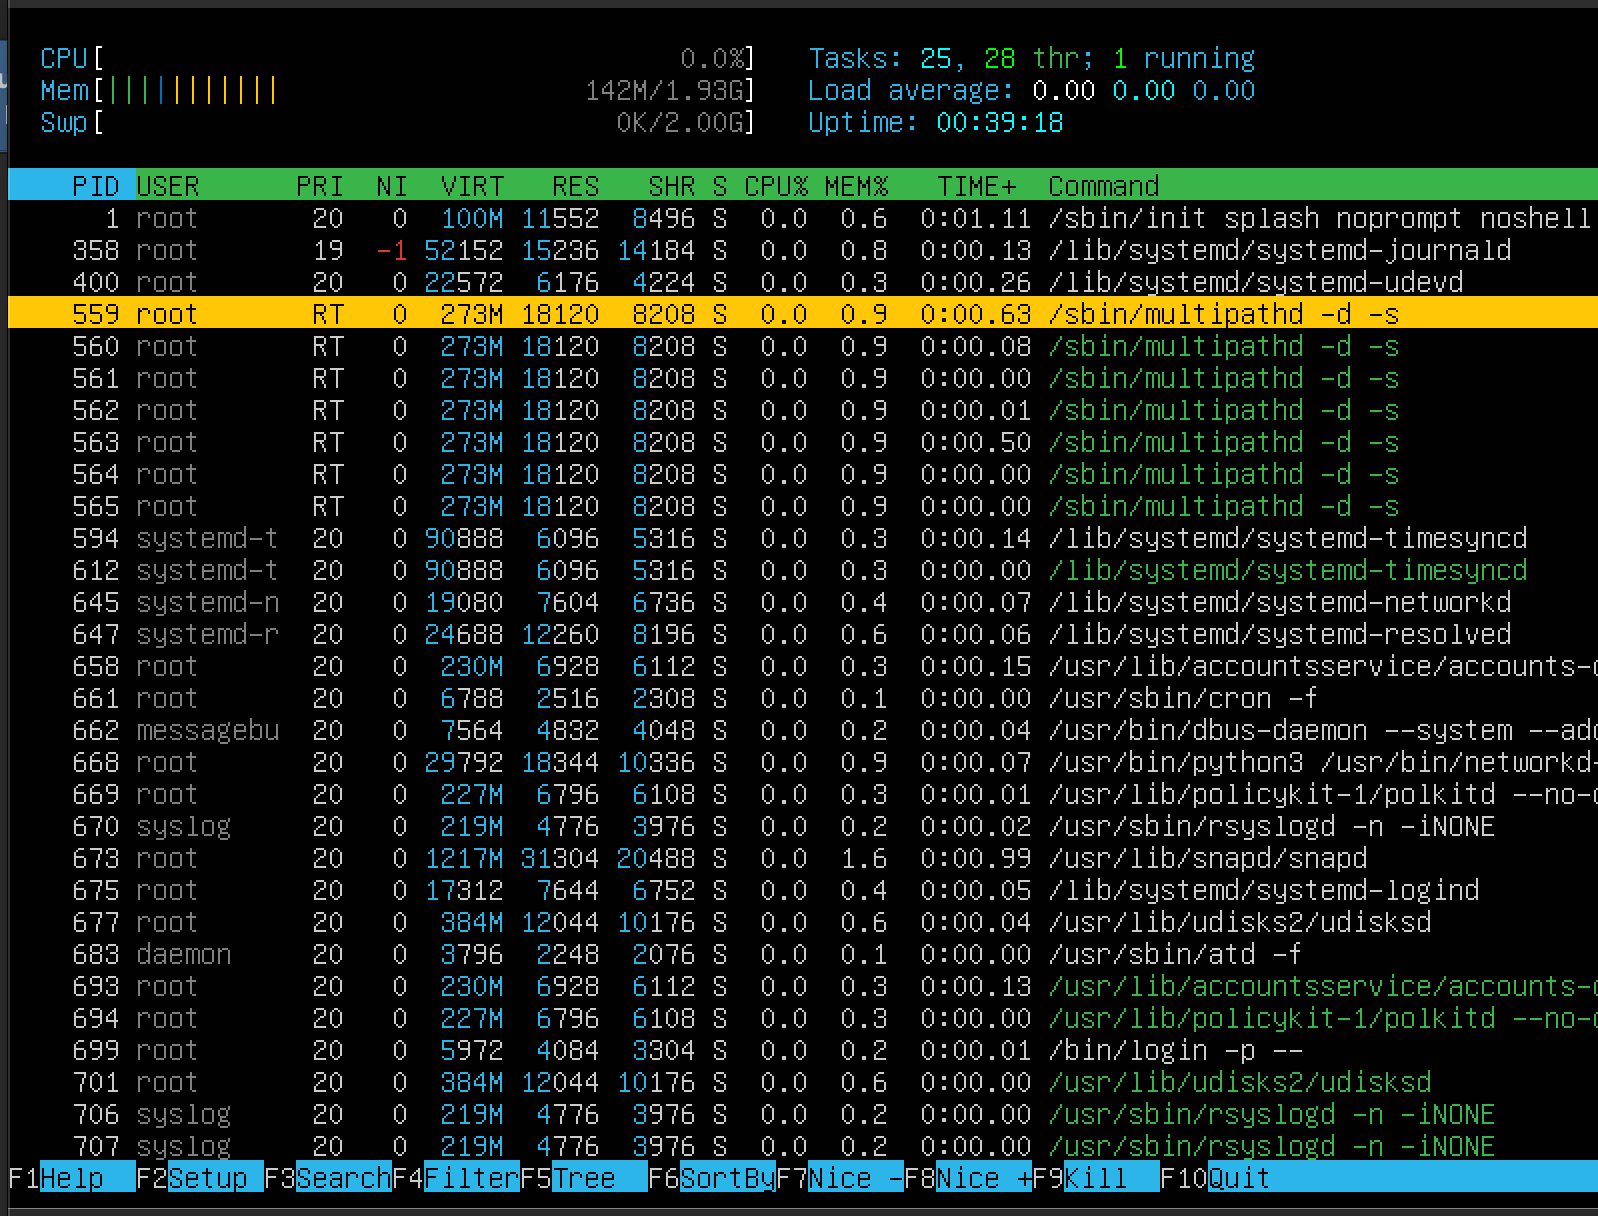 CPU[ 0.0%] Tasks: 25, 28 thr; 1 running
Mem[||||||||||| 142M/1.93G] Load average: 0.00 0.00 0.00
Swp[ 0K/2.00G] Uptime: 00:39:18
PID USER PRI NI VIRT RES SHR S CPU% MEM% TIME+ Command
1 root 20 0 100M 11552 8496 S 0.0 0.6 0:01.11 /sbin/init splash noprompt noshell
358 root 19 -1 52152 15236 14184 S 0.0 0.8 0:00.13 /lib/systemd/systemd-journald
400 root 20 0 22572 6176 4224 S 0.0 0.3 0:00.26 /lib/systemd/systemd-udevd
559 root RT 0 273M 18120 8208 S 0.0 0.9 0:00.63 /sbin/multipathd -d -s
560 root RT 0 273M 18120 8208 S 0.0 0.9 0:00.08 /sbin/multipathd -d -s
561 root RT 0 273M 18120 8208 S 0.0 0.9 0:00.00 /sbin/multipathd -d -s
562 root RT 0 273M 18120 8208 S 0.0 0.9 0:00.01 /sbin/multipathd -d -s
563 root RT 0 273M 18120 8208 S 0.0 0.9 0:00.50 /sbin/multipathd -d -s
564 root RT 0 273M 18120 8208 S 0.0 0.9 0:00.00 /sbin/multipathd -d -s
565 root RT 0 273M 18120 8208 S 0.0 0.9 0:00.00 /sbin/multipathd -d -s
594 systemd-t 20 0 90888 6096 5316 S 0.0 0.3 0:00.14 /lib/systemd/systemd-timesyncd
612 systemd-t 20 0 90888 6096 5316 S 0.0 0.3 0:00.00 /lib/systemd/systemd-timesyncd
645 systemd-n 20 0 19080 7604 6736 S 0.0 0.4 0:00.07 /lib/systemd/systemd-networkd
647 systemd-r 20 0 24688 12260 8196 S 0.0 0.6 0:00.06 /lib/systemd/systemd-resolved
658 root 20 0 230M 6928 6112 S 0.0 0.3 0:00.15 /usr/lib/accountsservice/accounts-d
661 root 20 0 6788 2516 2308 S 0.0 0.1 0:00.00 /usr/sbin/cron -f
662 messagebu 20 0 7564 4832 4048 S 0.0 0.2 0:00.04 /usr/bin/dbus-daemon --system --add
668 root 20 0 29792 18344 10336 S 0.0 0.9 0:00.07 /usr/bin/python3 /usr/bin/networkd-
669 root 20 0 227M 6796 6108 S 0.0 0.3 0:00.01 /usr/lib/policykit-1/polkitd --no-d
670 syslog 20 0 219M 4776 3976 S 0.0 0.2 0:00.02 /usr/sbin/rsyslogd -n -iNONE
673 root 20 0 1217M 31304 20488 S 0.0 1.6 0:00.99 /usr/lib/snapd/snapd
675 root 20 0 17312 7644 6752 S 0.0 0.4 0:00.05 /lib/systemd/systemd-logind
677 root 20 0 384M 12044 10176 S 0.0 0.6 0:00.04 /usr/lib/udisks2/udisksd
683 daemon 20 0 3796 2248 2076 S 0.0 0.1 0:00.00 /usr/sbin/atd -f
693 root 20 0 230M 6928 6112 S 0.0 0.3 0:00.13 /usr/lib/accountsservice/accounts-d
694 root 20 0 227M 6796 6108 S 0.0 0.3 0:00.00 /usr/lib/policykit-1/polkitd --no-d
699 root 20 0 5972 4084 3304 S 0.0 0.2 0:00.01 /bin/login -p --
701 root 20 0 384M 12044 10176 S 0.0 0.6 0:00.00 /usr/lib/udisks2/udisksd
706 syslog 20 0 219M 4776 3976 S 0.0 0.2 0:00.00 /usr/sbin/rsyslogd -n -iNONE
707 syslog 20 0 219M 4776 3976 S 0.0 0.2 0:00.00 /usr/sbin/rsyslogd -n -iNONE
F1Help F2Setup F3SearchF4FilterF5Tree F6SortByF7Nice -F8Nice +F9Kill F10Quit